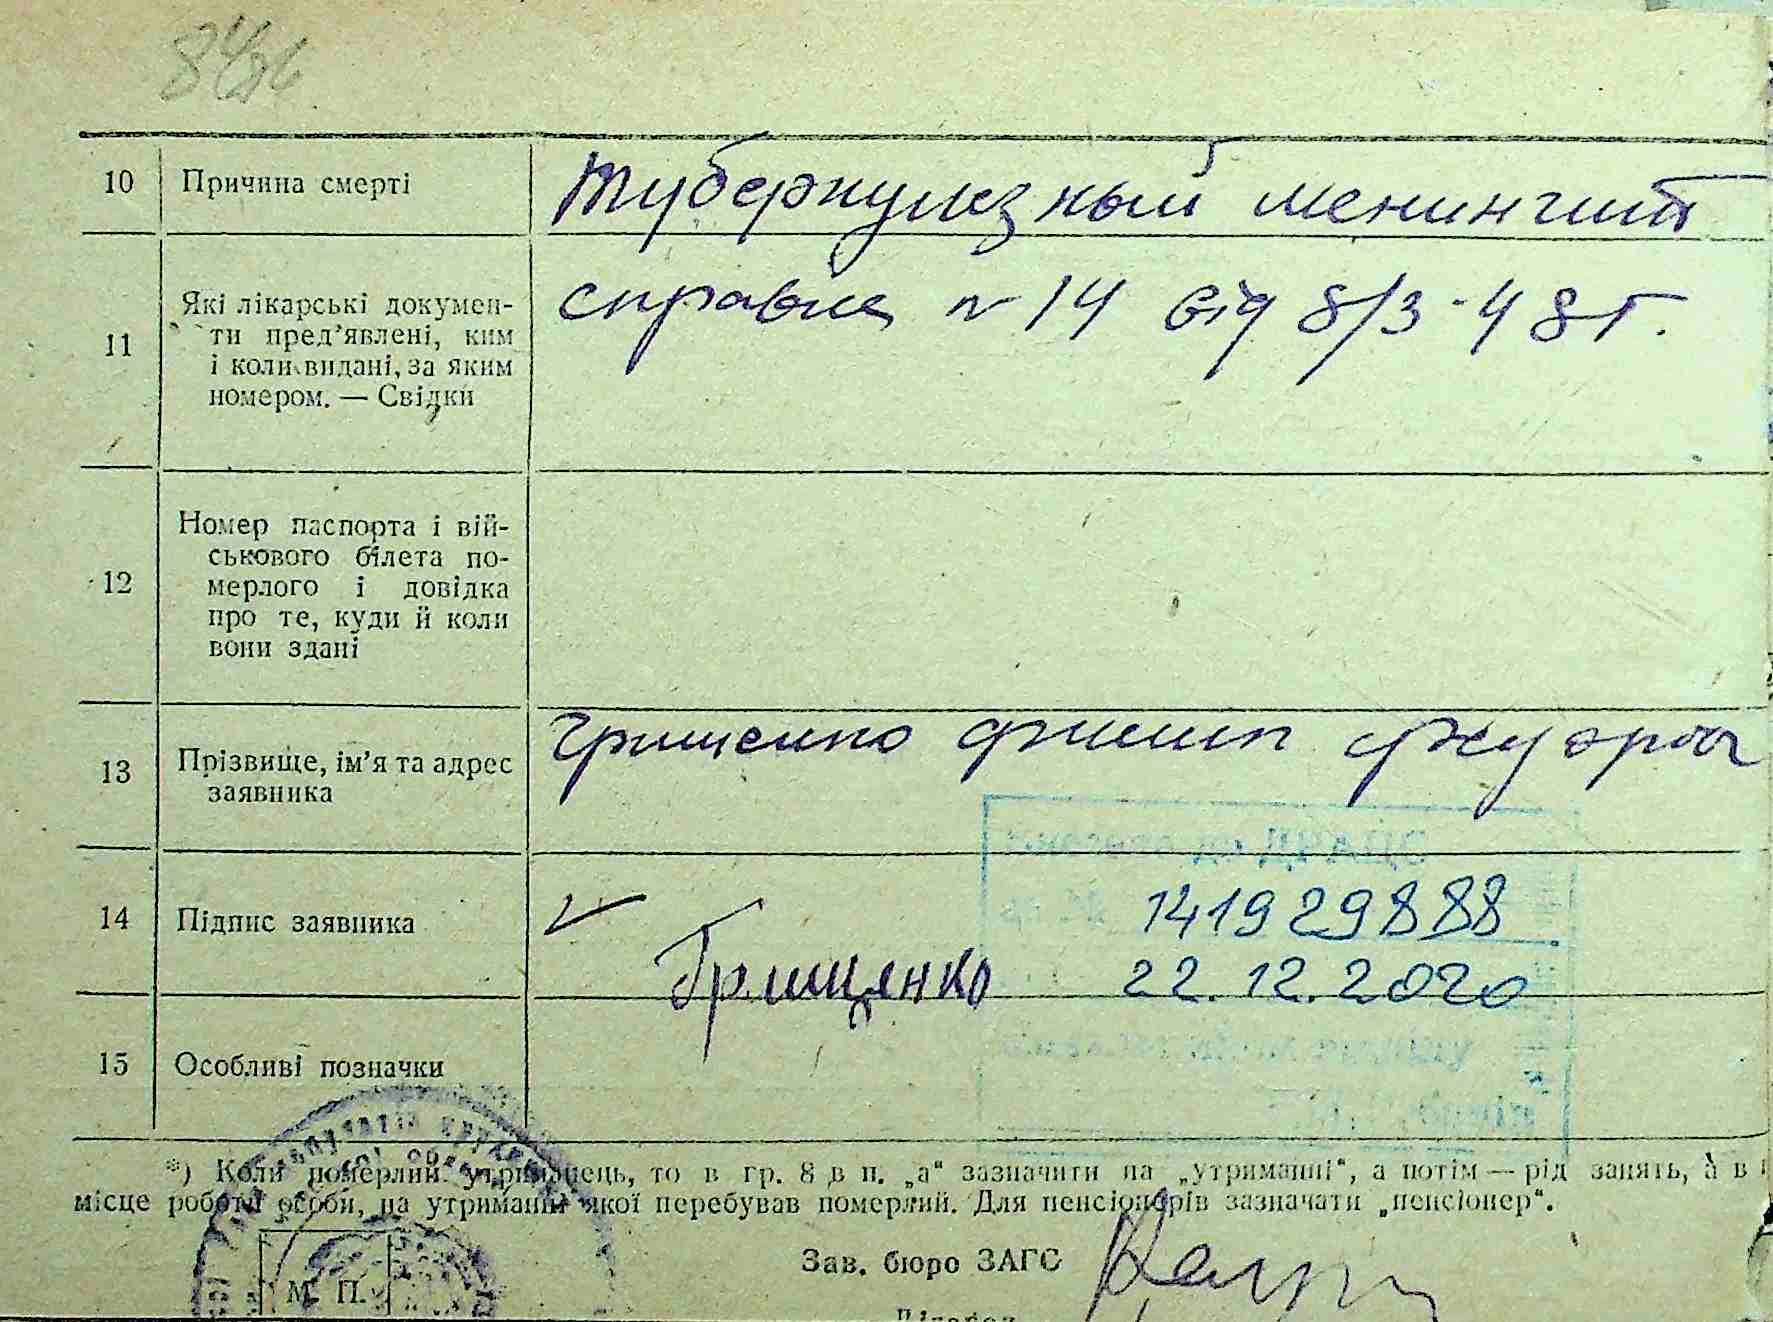 10 Причина смерті Туберкулезный менингит
11 Які лікарські докумен-
ти пред’явлені, ким
і коли видані, за яким
номером. — Свідки
справка N 14 від 8/3-48 г.
12 Номер паспорта і вій-
ськового білета по-
мерлого і довідка
про те, куди й коли
вони здані
13 Прізвище, ім’я та адрес
заявника
Грищенко Филип
14 Підпис заявника
Грищенко
141929888
22.12.2020
15 Особливі позначки
*) Коли померлий утриманець, то в гр. 8 в п. „а“ зазначити на „утриманні“, а потім — рід занять, а в
місце роботи особи, на утриманні якої перебував померлий. Для пенсіонерів зазначати „пенсіонер“.
Зав. бюро ЗАГС
М. П.